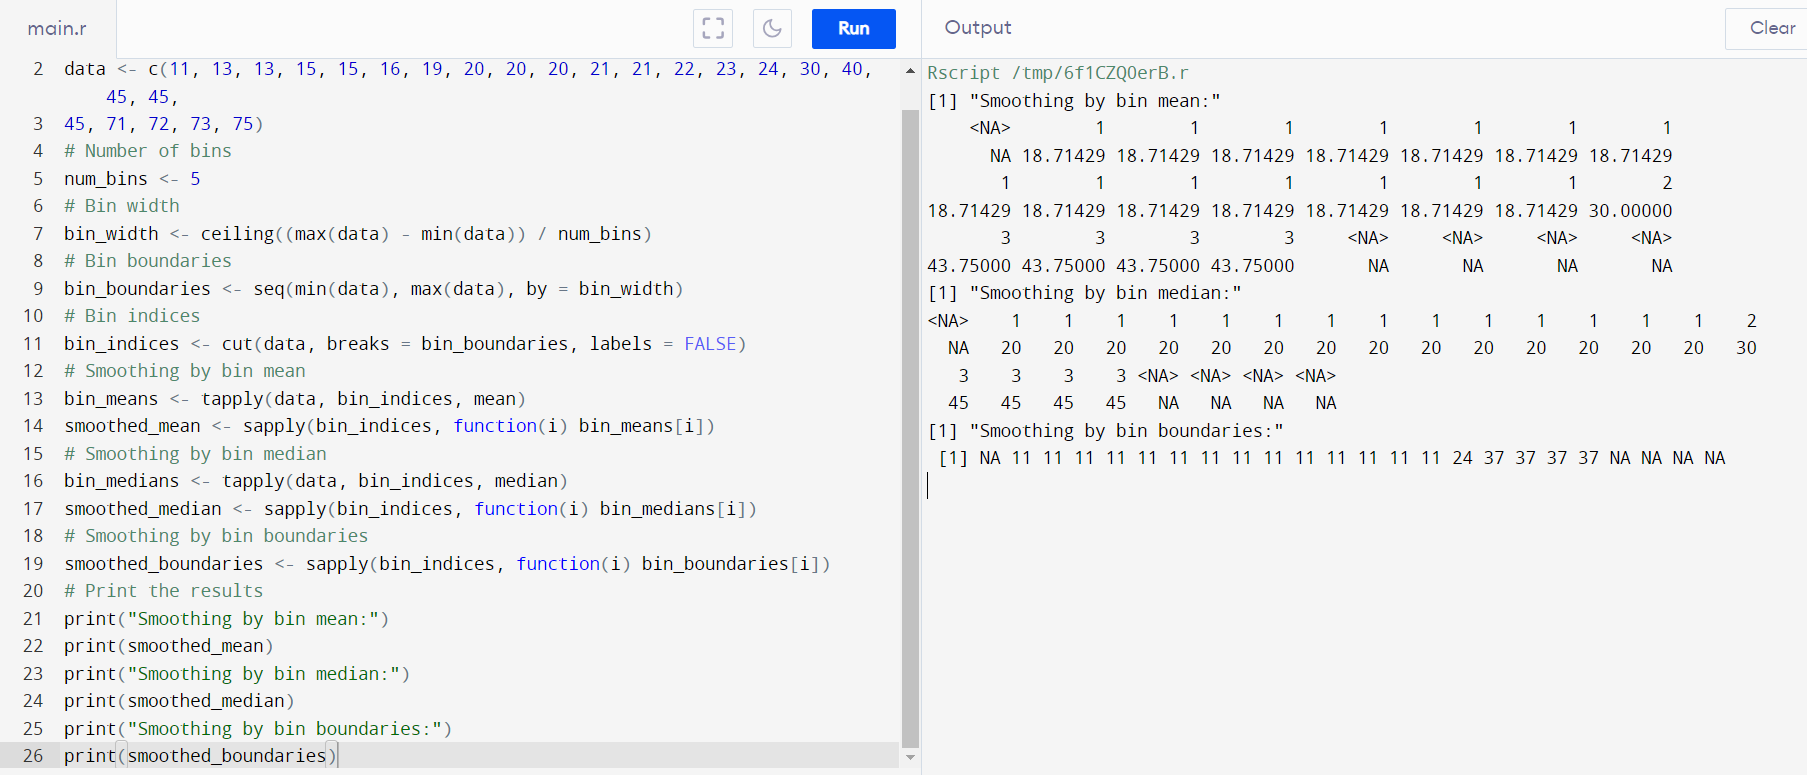 main.r
Run
Output
Clear
2 data <- c(11, 13, 13, 15, 15, 16, 19, 20, 20, 20, 21, 21, 22, 23, 24, 30, 40,
45, 45,
3 45, 71, 72, 73, 75)
4 # Number of bins
5 num_bins <- 5
6 # Bin width
7 bin_width <- ceiling((max(data) - min(data)) / num_bins)
8 # Bin boundaries
9 bin_boundaries <- seq(min(data), max(data), by = bin_width)
10 # Bin indices
11 bin_indices <- cut(data, breaks = bin_boundaries, labels = FALSE)
12 # Smoothing by bin mean
13 bin_means <- tapply(data, bin_indices, mean)
14 smoothed_mean <- sapply(bin_indices, function(i) bin_means[i])
15 # Smoothing by bin median
16 bin_medians <- tapply(data, bin_indices, median)
17 smoothed_median <- sapply(bin_indices, function(i) bin_medians[i])
18 # Smoothing by bin boundaries
19 smoothed_boundaries <- sapply(bin_indices, function(i) bin_boundaries[i])
20 # Print the results
21 print("Smoothing by bin mean:")
22 print(smoothed_mean)
23 print("Smoothing by bin median:")
24 print(smoothed_median)
25 print("Smoothing by bin boundaries:")
26 print(smoothed_boundaries)
Rscript /tmp/6f1CZQ0erB.r
[1] "Smoothing by bin mean:"
<NA> 1 1 1 1 1 1 1
NA 18.71429 18.71429 18.71429 18.71429 18.71429 18.71429 18.71429
1 1 1 1 1 1 1 2
18.71429 18.71429 18.71429 18.71429 18.71429 18.71429 18.71429 30.00000
3 3 3 3 <NA> <NA> <NA> <NA>
43.75000 43.75000 43.75000 43.75000 NA NA NA NA
[1] "Smoothing by bin median:"
<NA> 1 1 1 1 1 1 1 1 1 1 1 1 1 1 2
NA 20 20 20 20 20 20 20 20 20 20 20 20 20 20 30
3 3 3 3 <NA> <NA> <NA> <NA>
45 45 45 45 NA NA NA NA
[1] "Smoothing by bin boundaries:"
[1] NA 11 11 11 11 11 11 11 11 11 11 11 11 11 11 24 37 37 37 37 NA NA NA NA